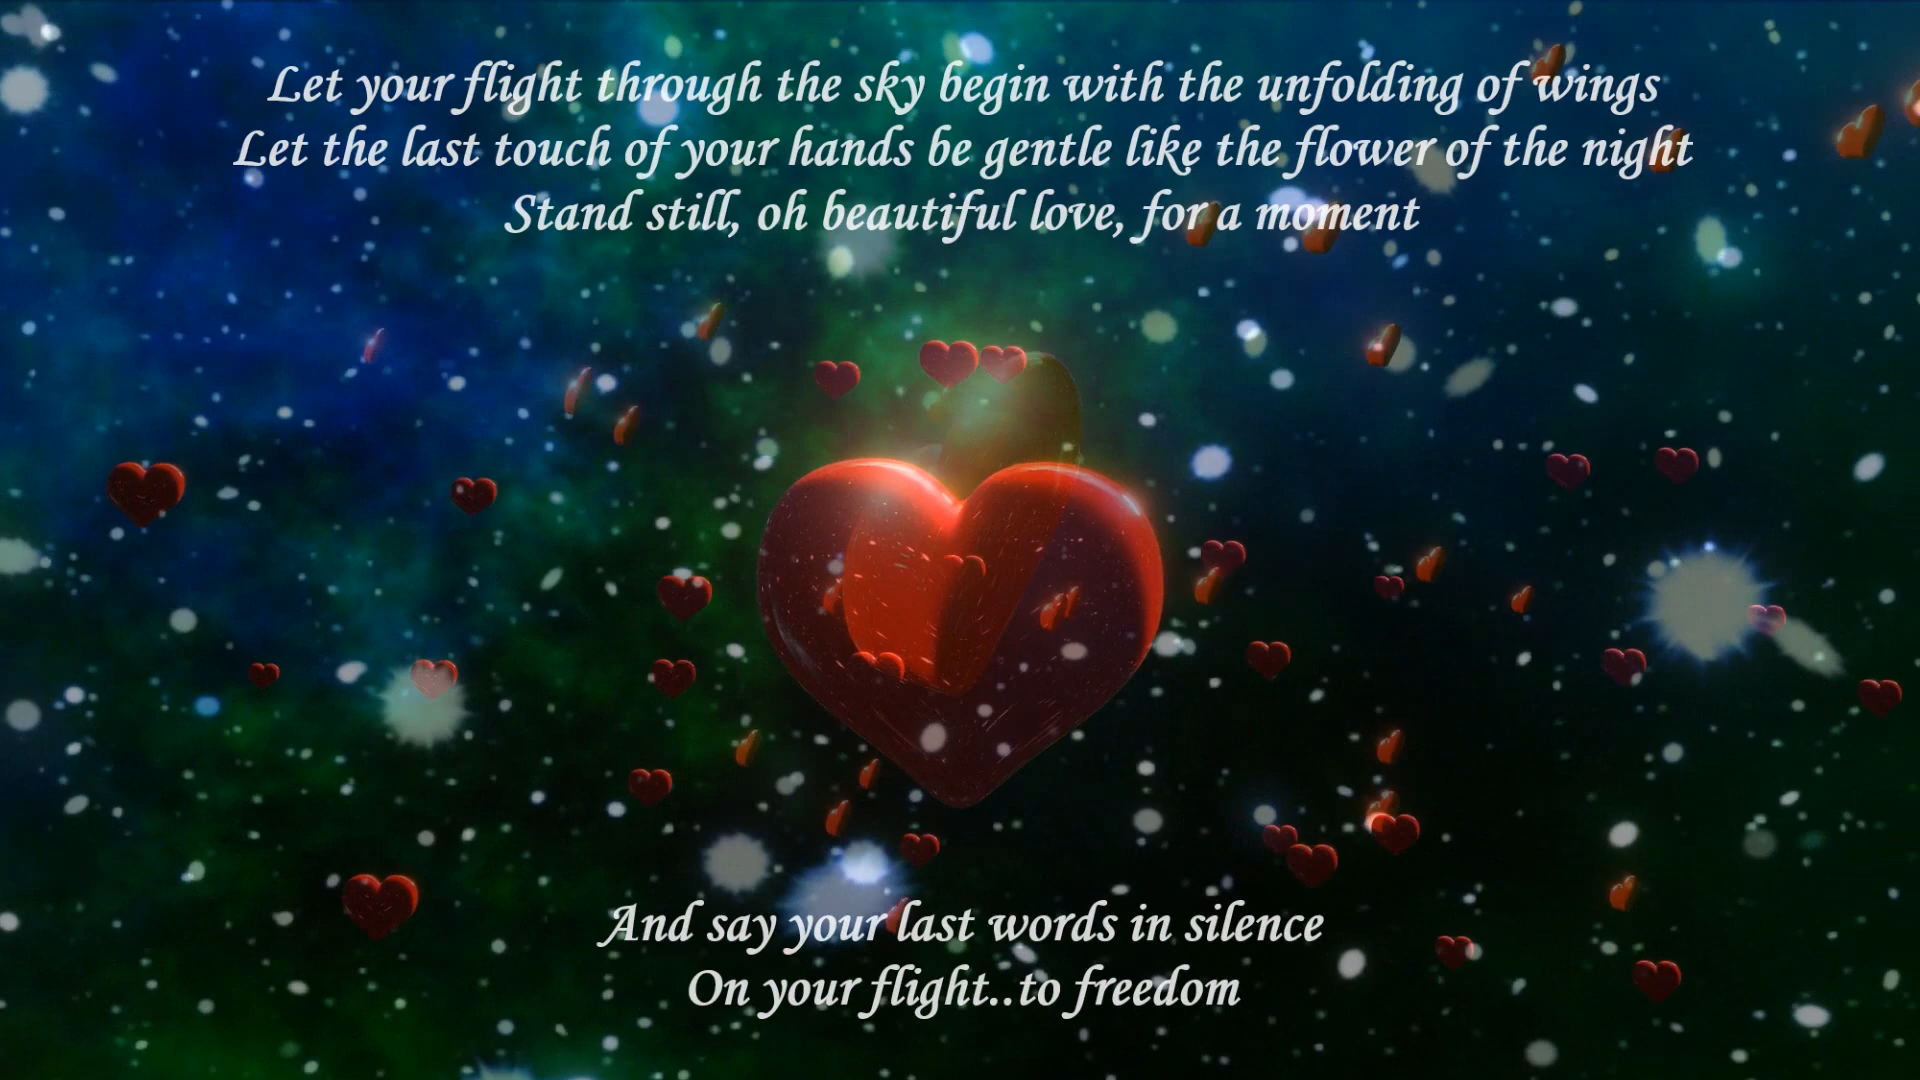 Let your flight through the sky begin with the unfolding of wings
Let the last touch of your hands be gentle like the flower of the night
Stand still, oh beautiful love, for a moment
And say your last words in silence
On your flight..to freedom